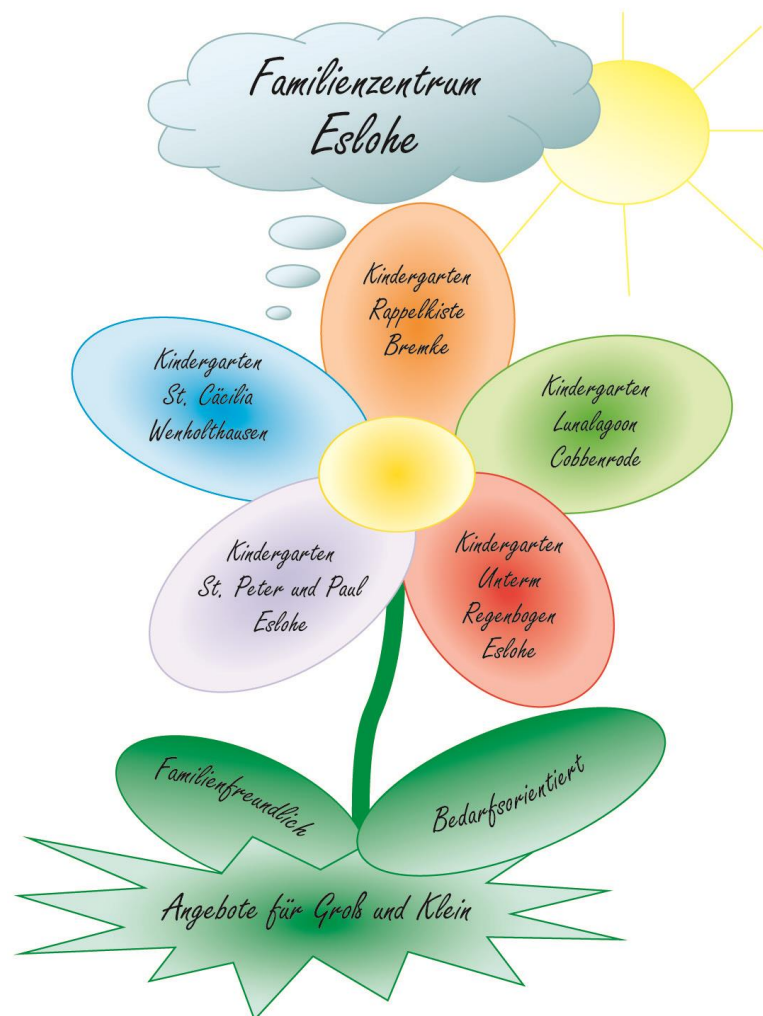 Familienzentrum
Eslohe
Kindergarten
Rappelkiste
Bremke
Kindergarten
St. Cäcilia
Wenholthausen
Kindergarten
Lunalagoon
Cobbenrode
Kindergarten
St. Peter und Paul
Eslohe
Kindergarten
Unterm
Regenbogen
Eslohe
Familienfreundlich
Bedarfsorientiert
Angebote für Groß und Klein